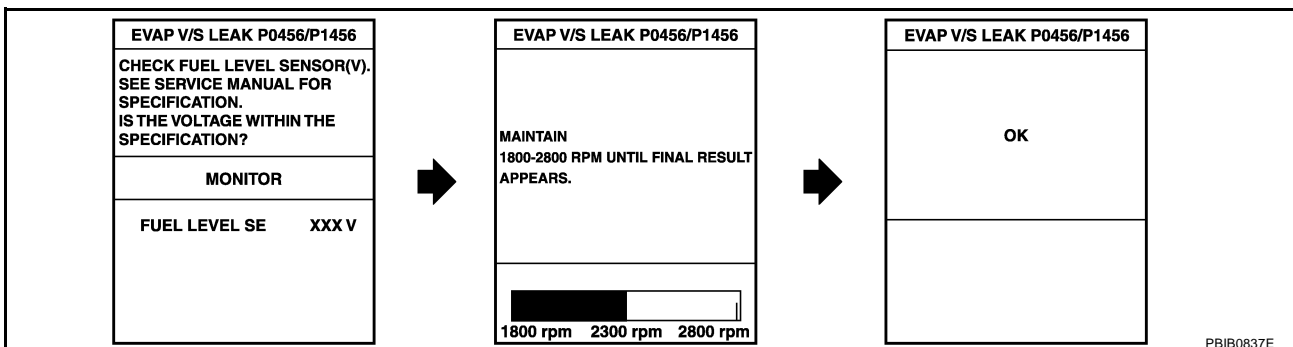 EVAP V/S LEAK P0456/P1456
CHECK FUEL LEVEL SENSOR(V).
SEE SERVICE MANUAL FOR
SPECIFICATION.
IS THE VOLTAGE WITHIN THE
SPECIFICATION?
MONITOR
FUEL LEVEL SE XXX V
EVAP V/S LEAK P0456/P1456
MAINTAIN
1800-2800 RPM UNTIL FINAL RESULT
APPEARS.
1800 rpm 2300 rpm 2800 rpm
EVAP V/S LEAK P0456/P1456
OK
PBIB0837E